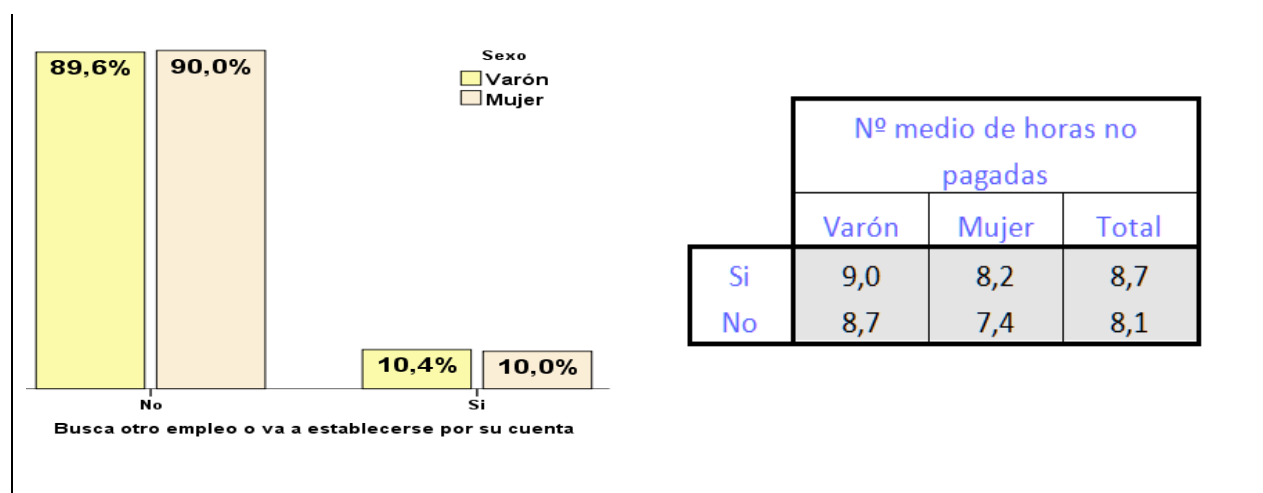 89,6%
90,0%
Sexo
Varón
Mujer
10,4%
10,0%
No
Si
Busca otro empleo o va a establecerse por su cuenta
Nº medio de horas no
pagadas
Varón Mujer Total
Si 9,0 8,2 8,7
No 8,7 7,4 8,1